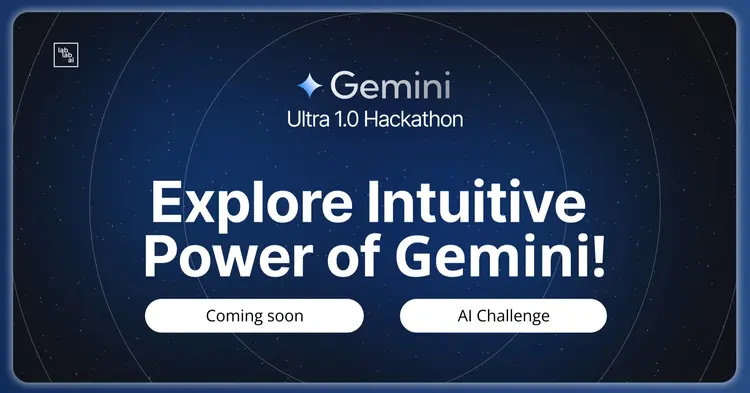 lab
lab
ai
Gemini
Ultra 1.0 Hackathon
Explore Intuitive
Power of Gemini!
Coming soon
AI Challenge